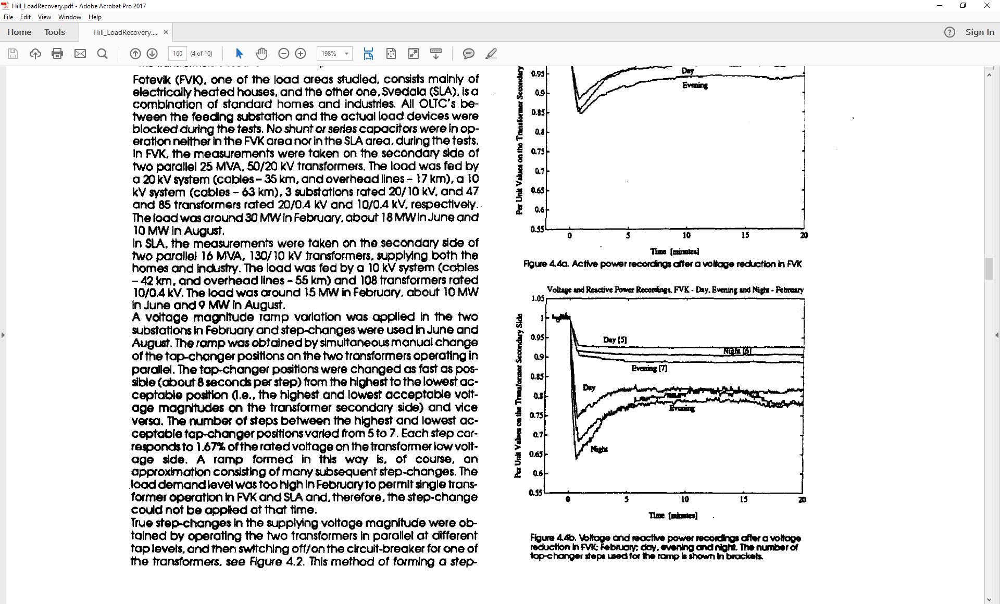 Hill_LoadRecovery.pdf - Adobe Acrobat Pro 2017
File Edit View Window Help
Home Tools Hill_LoadRecovery.... × Sign In
160 (4 of 10) 198%
Fotevik (FVK), one of the load areas studied, consists mainly of
electrically heated houses, and the other one, Svedala (SLA), is a
combination of standard homes and industries. All OLTC's be-
tween the feeding substation and the actual load devices were
blocked during the tests. No shunt or series capacitors were in op-
eration neither in the FVK area nor in the SLA area, during the tests.
In FVK, the measurements were taken on the secondary side of
two parallel 25 MVA, 50/20 kV transformers. The load was fed by
a 20 kV system (cables – 35 km, and overhead lines – 17 km), a 10
kV system (cables – 63 km), 3 substations rated 20/10 kV, and 47
and 85 transformers rated 20/0.4 kV and 10/0.4 kV, respectively.
The load was around 30 MW in February, about 18 MW in June and
10 MW in August.
In SLA, the measurements were taken on the secondary side of
two parallel 16 MVA, 130/10 kV transformers, supplying both the
homes and industry. The load was fed by a 10 kV system (cables
– 42 km, and overhead lines – 55 km) and 108 transformers rated
10/0.4 kV. The load was around 15 MW in February, about 10 MW
in June and 9 MW in August.
A voltage magnitude ramp variation was applied in the two
substations in February and step-changes were used in June and
August. The ramp was obtained by simultaneous manual change
of the tap-changer positions on the two transformers operating in
parallel. The tap-changer positions were changed as fast as pos-
sible (about 8 seconds per step) from the highest to the lowest ac-
ceptable position (i.e., the highest and lowest acceptable volt-
age magnitudes on the transformer secondary side) and vice
versa. The number of steps between the highest and lowest ac-
ceptable tap-changer positions varied from 5 to 7. Each step cor-
responds to 1.67% of the rated voltage on the transformer low volt-
age side. A ramp formed in this way is, of course, an
approximation consisting of many subsequent step-changes. The
load demand level was too high in February to permit single trans-
former operation in FVK and SLA and, therefore, the step-change
could not be applied at that time.
True step-changes in the supplying voltage magnitude were ob-
tained by operating the two transformers in parallel at different
tap levels, and then switching off/on the circuit-breaker for one of
the transformers, see Figure 4.2. This method of forming a step-
Per Unit Values on the Transformer Secondary
0.95
0.9
0.85
0.8
0.75
0.7
0.65
0.6
0.55
Day
Evening
0 5 10 15 20
Time [minutes]
Figure 4.4a. Active power recordings after a voltage reduction in FVK
Voltage and Reactive Power Recordings, FVK - Day, Evening and Night - February
Per Unit Values on the Transformer Secondary Side
1.05
1
0.95
0.9
0.85
0.8
0.75
0.7
0.65
0.6
0.55
Day [5]
Night [6]
Evening [7]
Day
Evening
Night
0 5 10 15 20
Time [minutes]
Figure 4.4b. Voltage and reactive power recordings after a voltage
reduction in FVK; February; day, evening and night. The number of
tap-changer steps used for the ramp is shown in brackets.